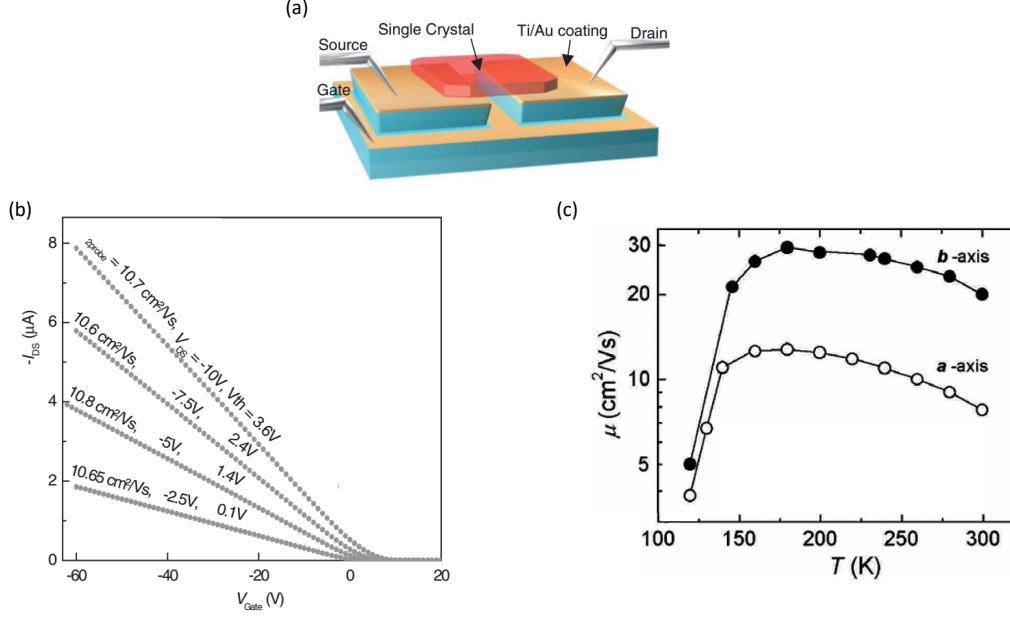 (a)
Single Crystal
Ti/Au coating
Drain
Source
Gate
(b)
8
6
4
2
0
-I_DS (μA)
2probe = 10.7 cm²/Vs, V_DS = -10V, Vth = 3.6V
10.6 cm²/Vs, -7.5V, 2.4V
10.8 cm²/Vs, -5V, 1.4V
10.65 cm²/Vs, -2.5V, 0.1V
-60 -40 -20 0 20
V_Gate (V)
(c)
30
20
10
5
μ (cm²/Vs)
b -axis
a -axis
100 150 200 250 300
T (K)